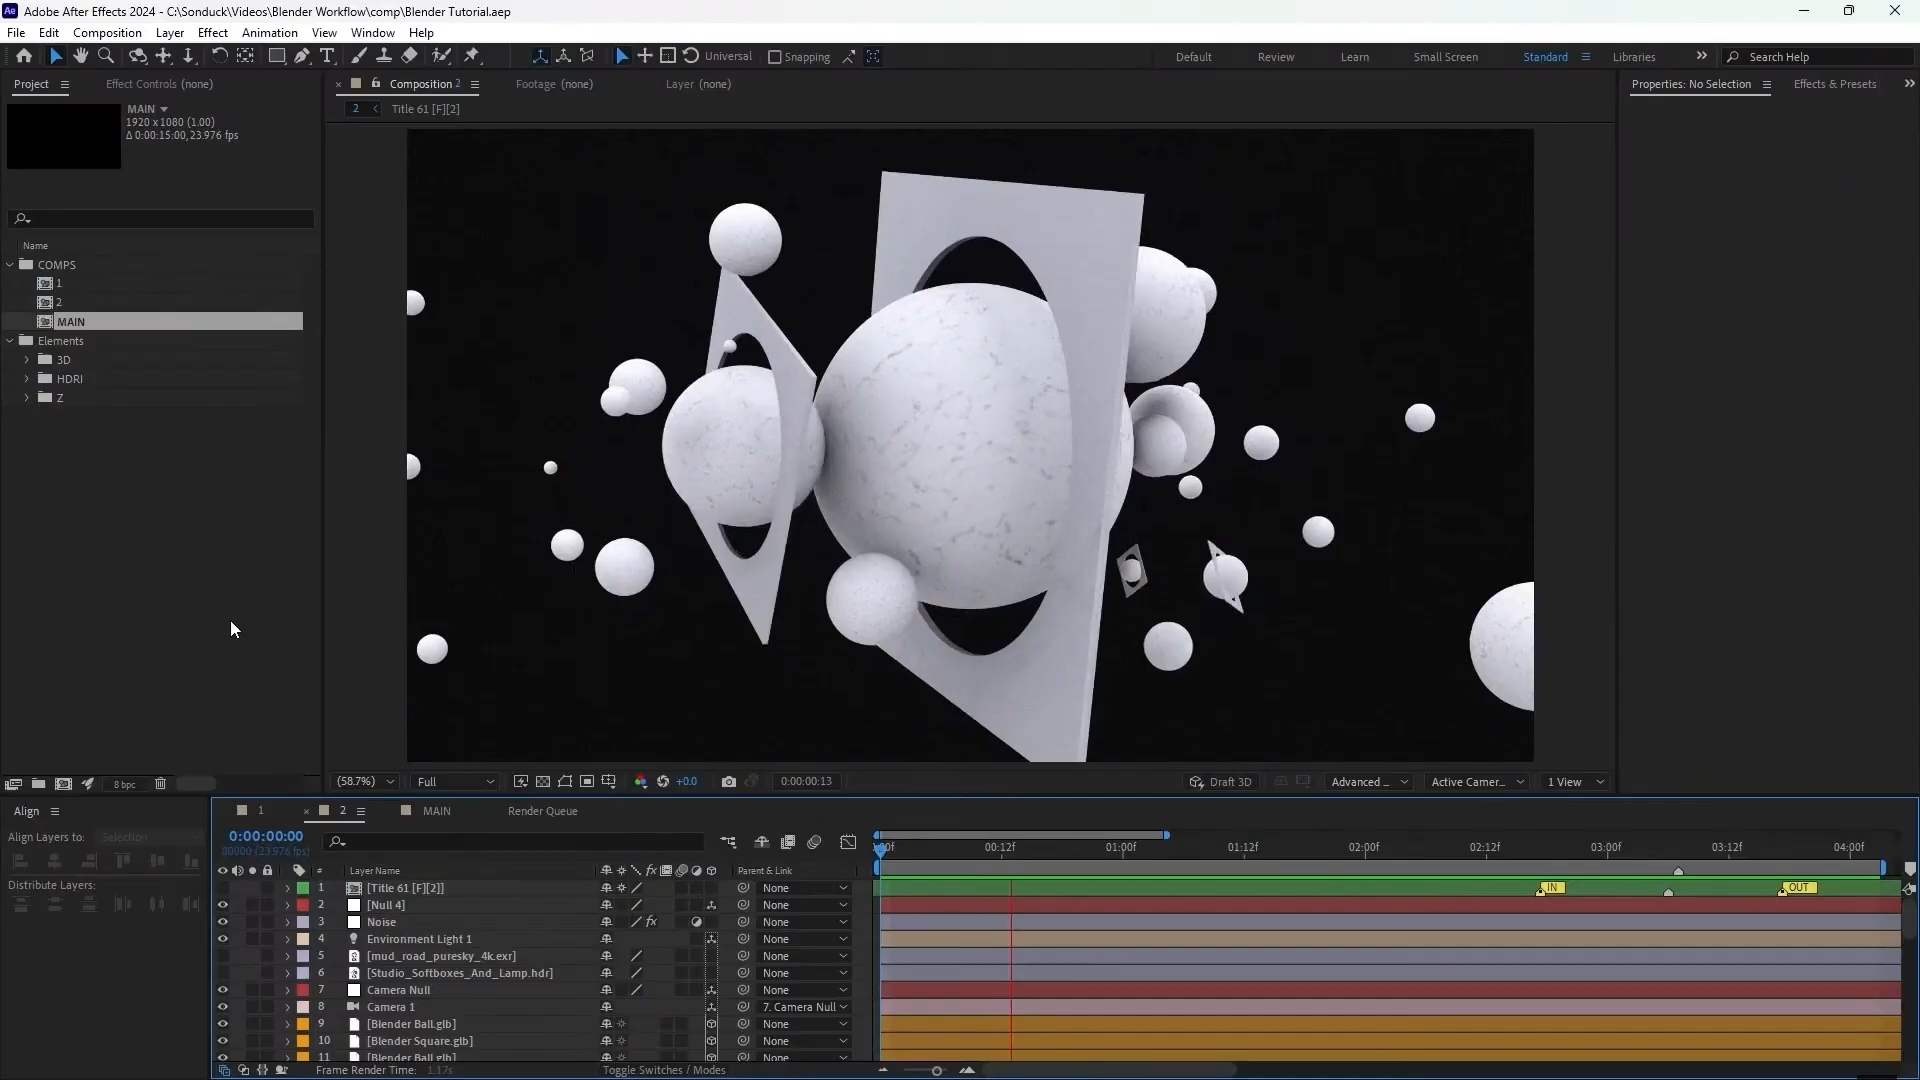 Ae Adobe After Effects 2024 - C:\Sonduck\Videos\Blender Workflow\comp\Blender Tutorial.aep
File Edit Composition Layer Effect Animation View Window Help
Universal Snapping Default Review Learn Small Screen Standard Libraries Search Help
Project Effect Controls (none) Composition 2 Footage (none) Layer (none) Properties: No Selection Effects & Presets
MAIN
1920 x 1080 (1.00)
Δ 0:00:15:00, 23.976 fps
2 Title 61 [F][2]
Name
COMPS
1
2
MAIN
Elements
3D
HDRI
Z
8 bpc
(58.7%) Full +0.0 0:00:00:13 Draft 3D Advanced ... Active Camer... 1 View
Align
Align Layers to: Selection
Distribute Layers:
1 2 MAIN Render Queue
0:00:00:00
00000 (23.976 fps)
:00f 00:12f 01:00f 01:12f 02:00f 02:12f 03:00f 03:12f 04:00f
# Layer Name Parent & Link
1 [Title 61 [F][2]] None IN OUT
2 [Null 4] None
3 Noise fx None
4 Environment Light 1 None
5 [mud_road_puresky_4k.exr] None
6 [Studio_Softboxes_And_Lamp.hdr] None
7 Camera Null None
8 Camera 1 7. Camera Null
9 [Blender Ball.glb] None
10 [Blender Square.glb] None
11 [Blender Ball.glb] None
Frame Render Time: 1.17s Toggle Switches / Modes